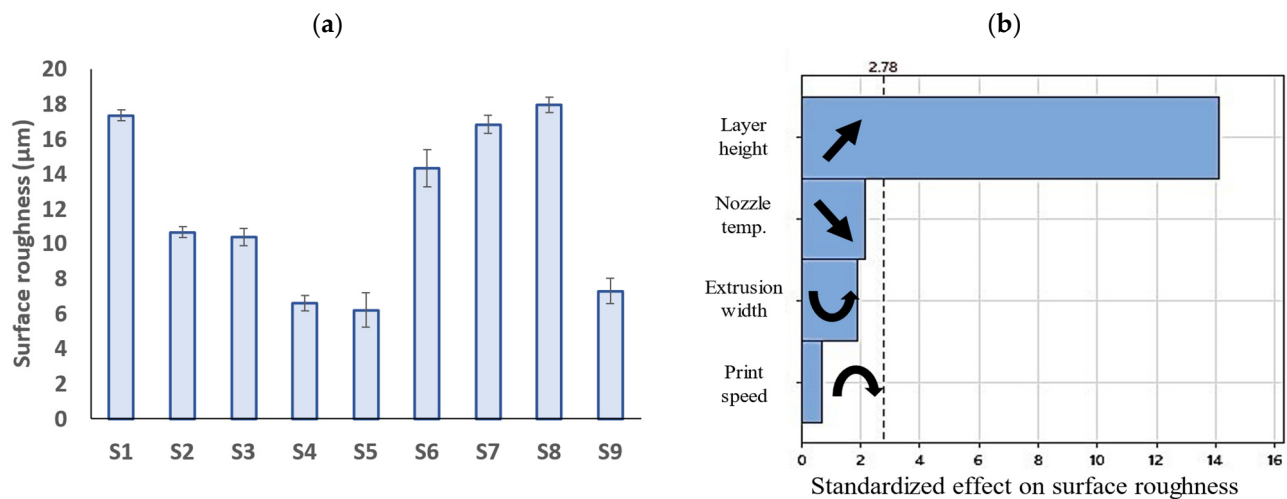 (a)
Surface roughness (µm)
20
18
16
14
12
10
8
6
4
2
0
S1 S2 S3 S4 S5 S6 S7 S8 S9
(b)
2.78
Layer
height
Nozzle
temp.
Extrusion
width
Print
speed
0 2 4 6 8 10 12 14 16
Standardized effect on surface roughness